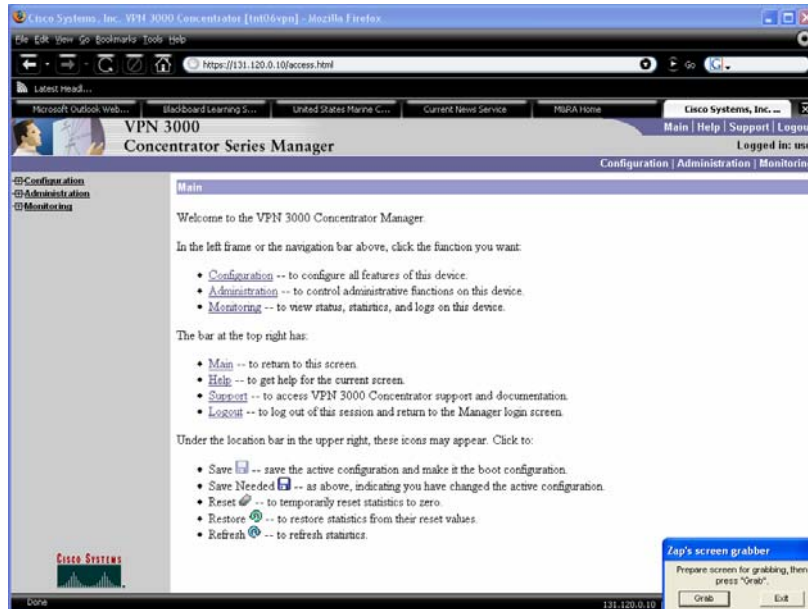 Cisco Systems, Inc. VPN 3000 Concentrator [tnt06vpn] - Mozilla Firefox
File Edit View Go Bookmarks Tools Help
https://131.120.0.10/access.html
Go
G
Latest Headl...
Microsoft Outlook Web...
Blackboard Learning S...
United States Marine C...
Current News Service
M&RA Home
Cisco Systems, Inc. ...
VPN 3000
Concentrator Series Manager
Main | Help | Support | Logou
Logged in: use
Configuration | Administration | Monitorin
Configuration
Administration
Monitoring
Main
Welcome to the VPN 3000 Concentrator Manager.
In the left frame or the navigation bar above, click the function you want:
Configuration -- to configure all features of this device.
Administration -- to control administrative functions on this device.
Monitoring -- to view status, statistics, and logs on this device.
The bar at the top right has:
Main -- to return to this screen.
Help -- to get help for the current screen.
Support -- to access VPN 3000 Concentrator support and documentation.
Logout -- to log out of this session and return to the Manager login screen.
Under the location bar in the upper right, these icons may appear. Click to:
Save -- save the active configuration and make it the boot configuration.
Save Needed -- as above, indicating you have changed the active configuration.
Reset -- to temporarily reset statistics to zero.
Restore -- to restore statistics from their reset values.
Refresh -- to refresh statistics.
Cisco Systems
Zap's screen grabber
Prepare screen for grabbing, then
press "Grab".
Grab
Exit
Done
131.120.0.10